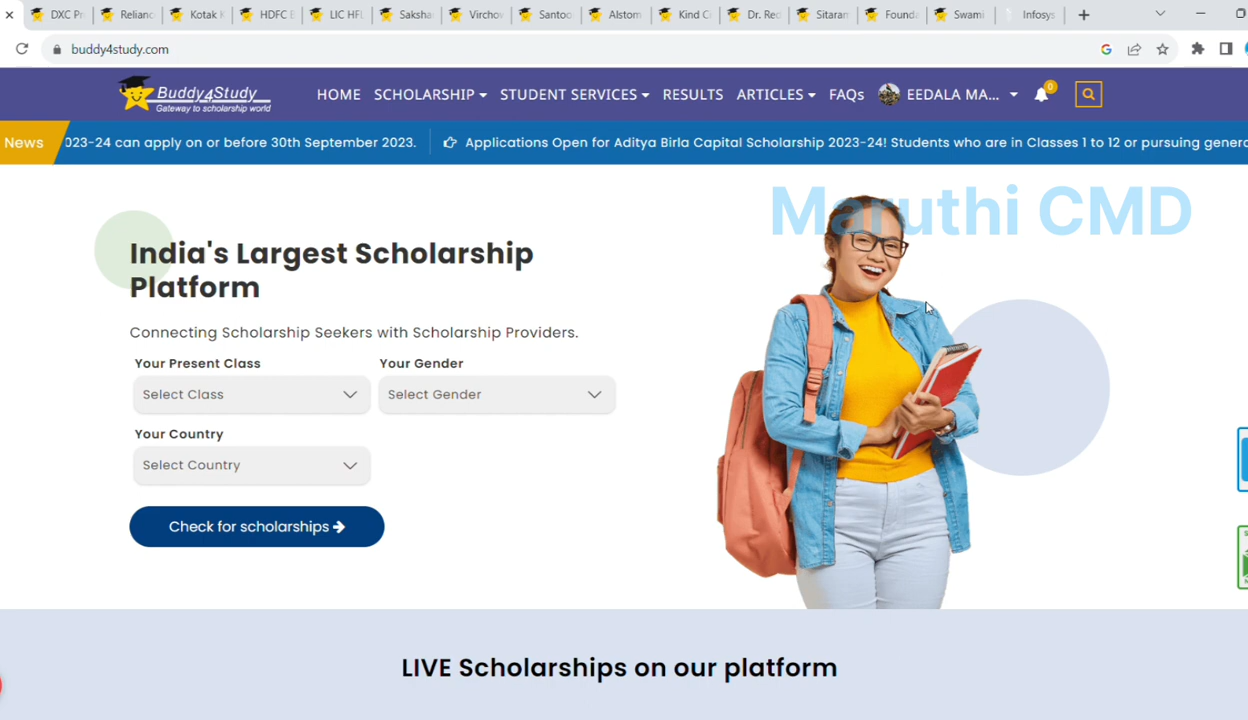 DXC Pr
Relianc
Kotak K
HDFC B
LIC HFL
Saksha
Virchov
Santoo
Alstom
Kind Ci
Dr. Red
Sitaram
Founda
Swami
Infosys
buddy4study.com
Buddy4Study
Gateway to scholarship world
HOME SCHOLARSHIP STUDENT SERVICES RESULTS ARTICLES FAQs EEDALA MA... 0
News 023-24 can apply on or before 30th September 2023. Applications Open for Aditya Birla Capital Scholarship 2023-24! Students who are in Classes 1 to 12 or pursuing genera
Maruthi CMD
India's Largest Scholarship
Platform
Connecting Scholarship Seekers with Scholarship Providers.
Your Present Class Your Gender
Select Class Select Gender
Your Country
Select Country
Check for scholarships
LIVE Scholarships on our platform